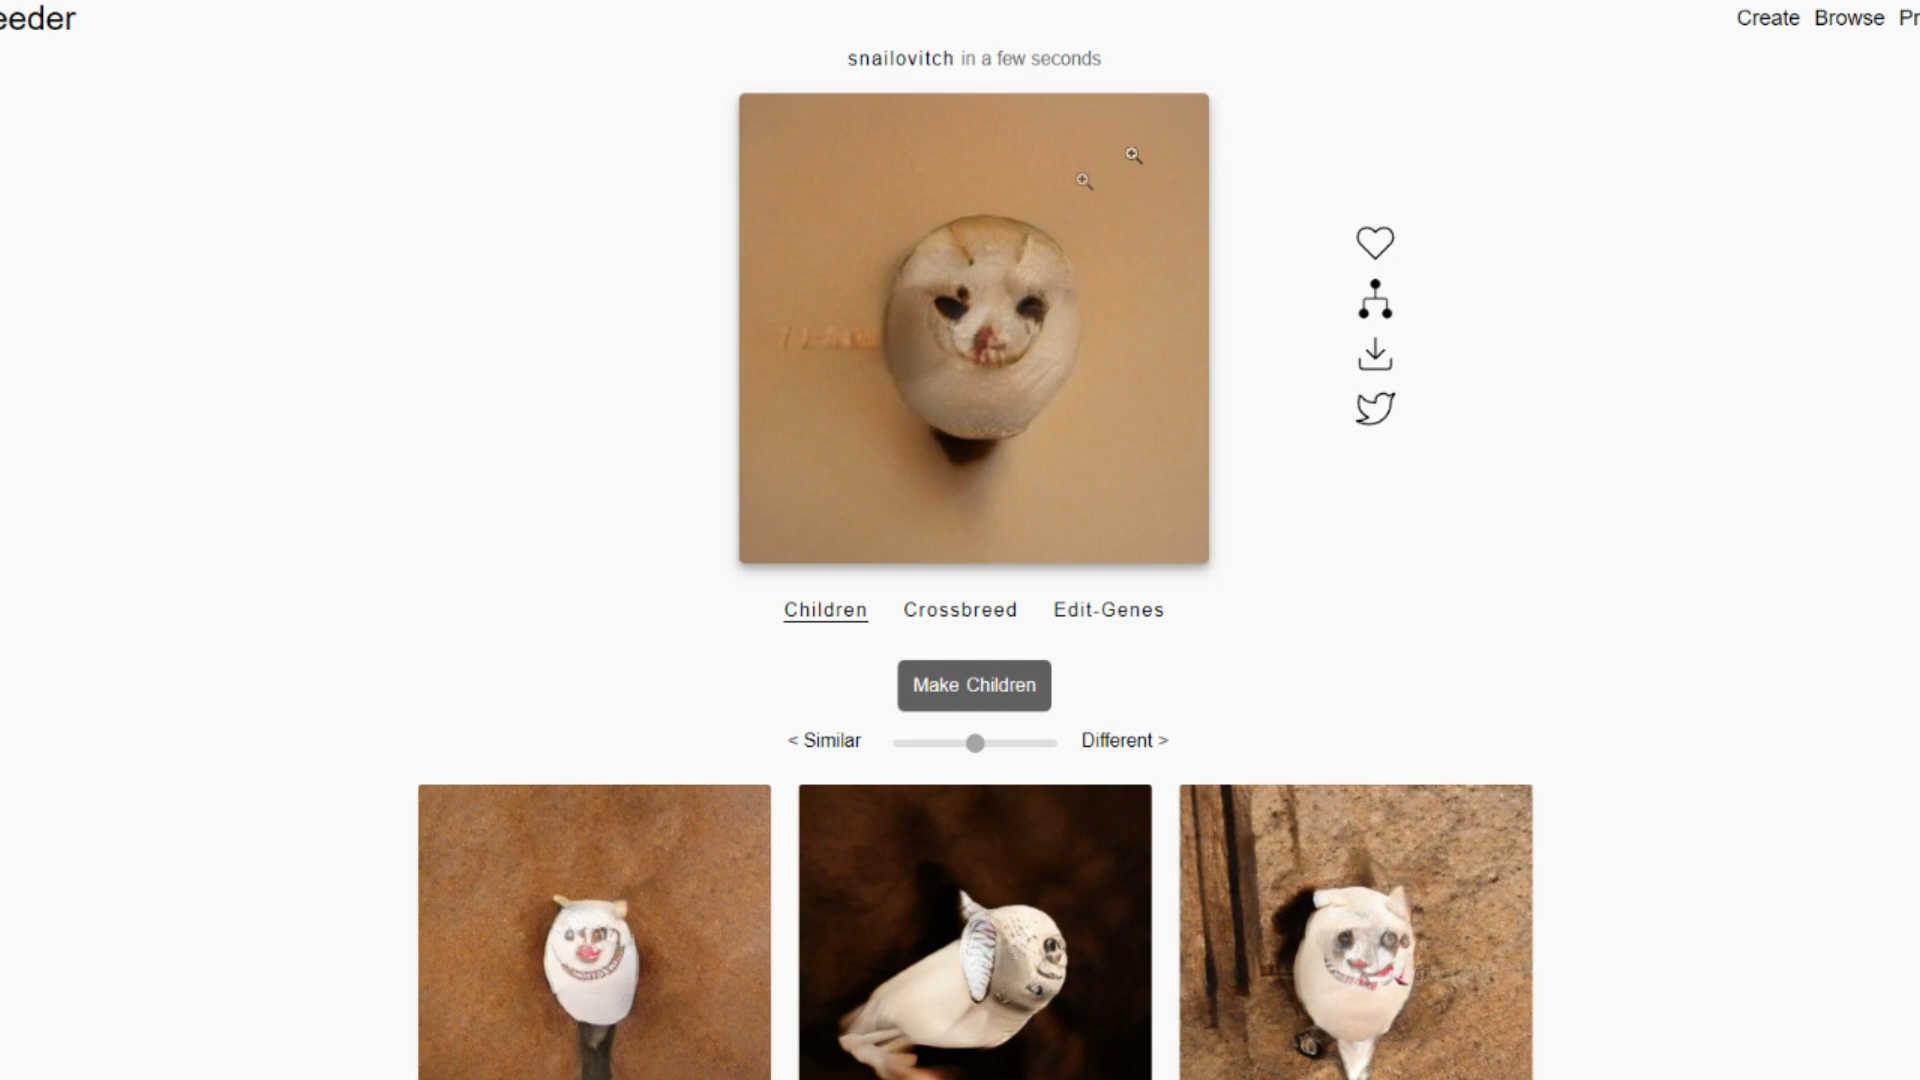 eeder
Create Browse Pr
snailovitch in a few seconds
Children Crossbreed Edit-Genes
Make Children
< Similar Different >